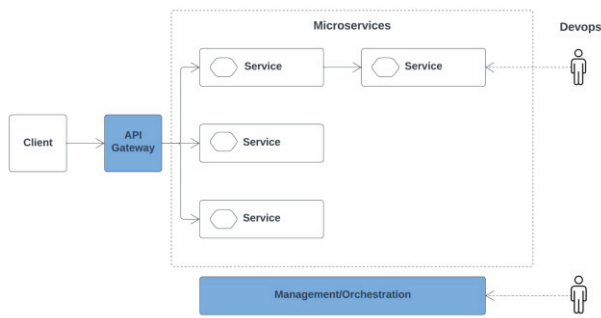 Microservices
Devops
Service
Service
Client
API
Gateway
Service
Service
Management/Orchestration